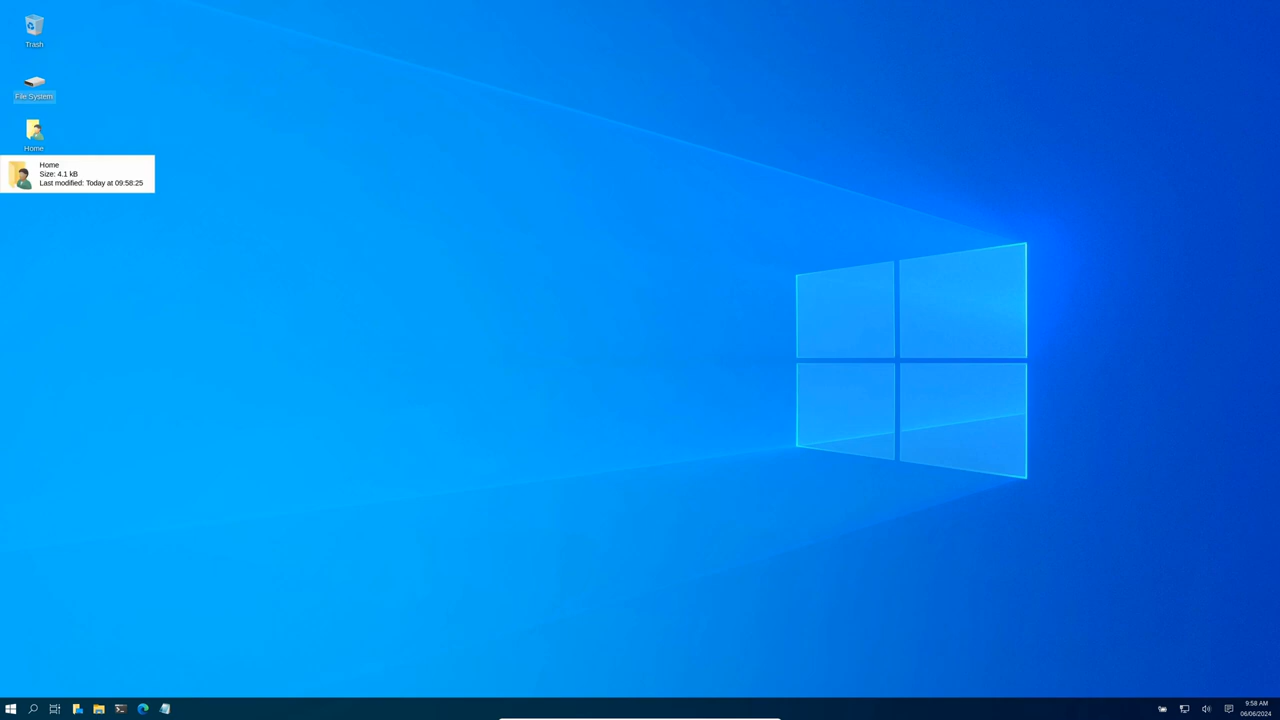 Trash
File System
Home
Home
Size: 4.1 kB
Last modified: Today at 09:58:25
9:58 AM
06/06/2024